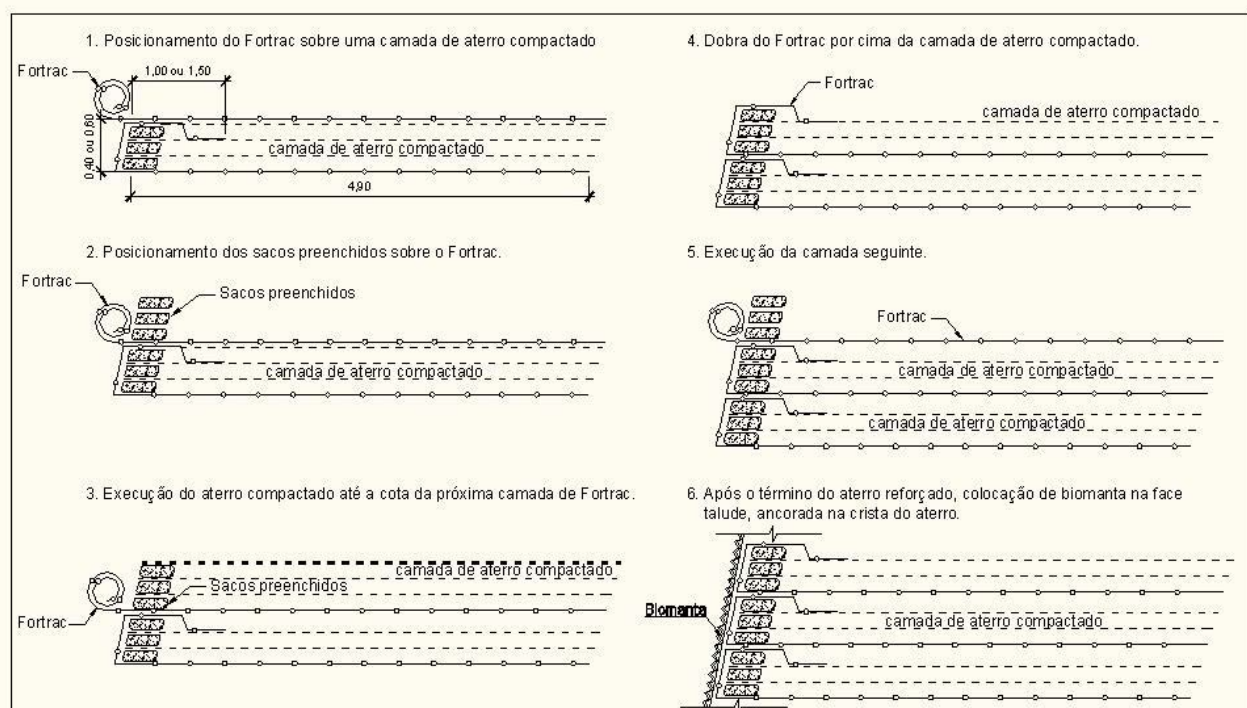 1. Posicionamento do Fortrac sobre uma camada de aterro compactado
Fortrac
1,00 ou 1,50
0,40 ou 0,60
camada de aterro compactado
4,90
2. Posicionamento dos sacos preenchidos sobre o Fortrac.
Fortrac
Sacos preenchidos
camada de aterro compactado
3. Execução do aterro compactado até a cota da próxima camada de Fortrac.
camada de aterro compactado
Sacos preenchidos
Fortrac
4. Dobra do Fortrac por cima da camada de aterro compactado.
Fortrac
camada de aterro compactado
5. Execução da camada seguinte.
Fortrac
camada de aterro compactado
camada de aterro compactado
6. Após o término do aterro reforçado, colocação de biomanta na face
talude, ancorada na crista do aterro.
Biomanta
camada de aterro compactado